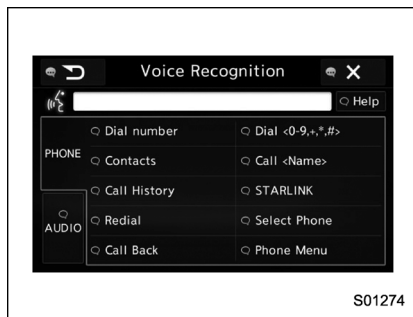 Voice Recognition
Help
PHONE
Dial number
Dial <0-9,+,*,#>
Contacts
Call <Name>
Call History
STARLINK
AUDIO
Redial
Select Phone
Call Back
Phone Menu
S01274